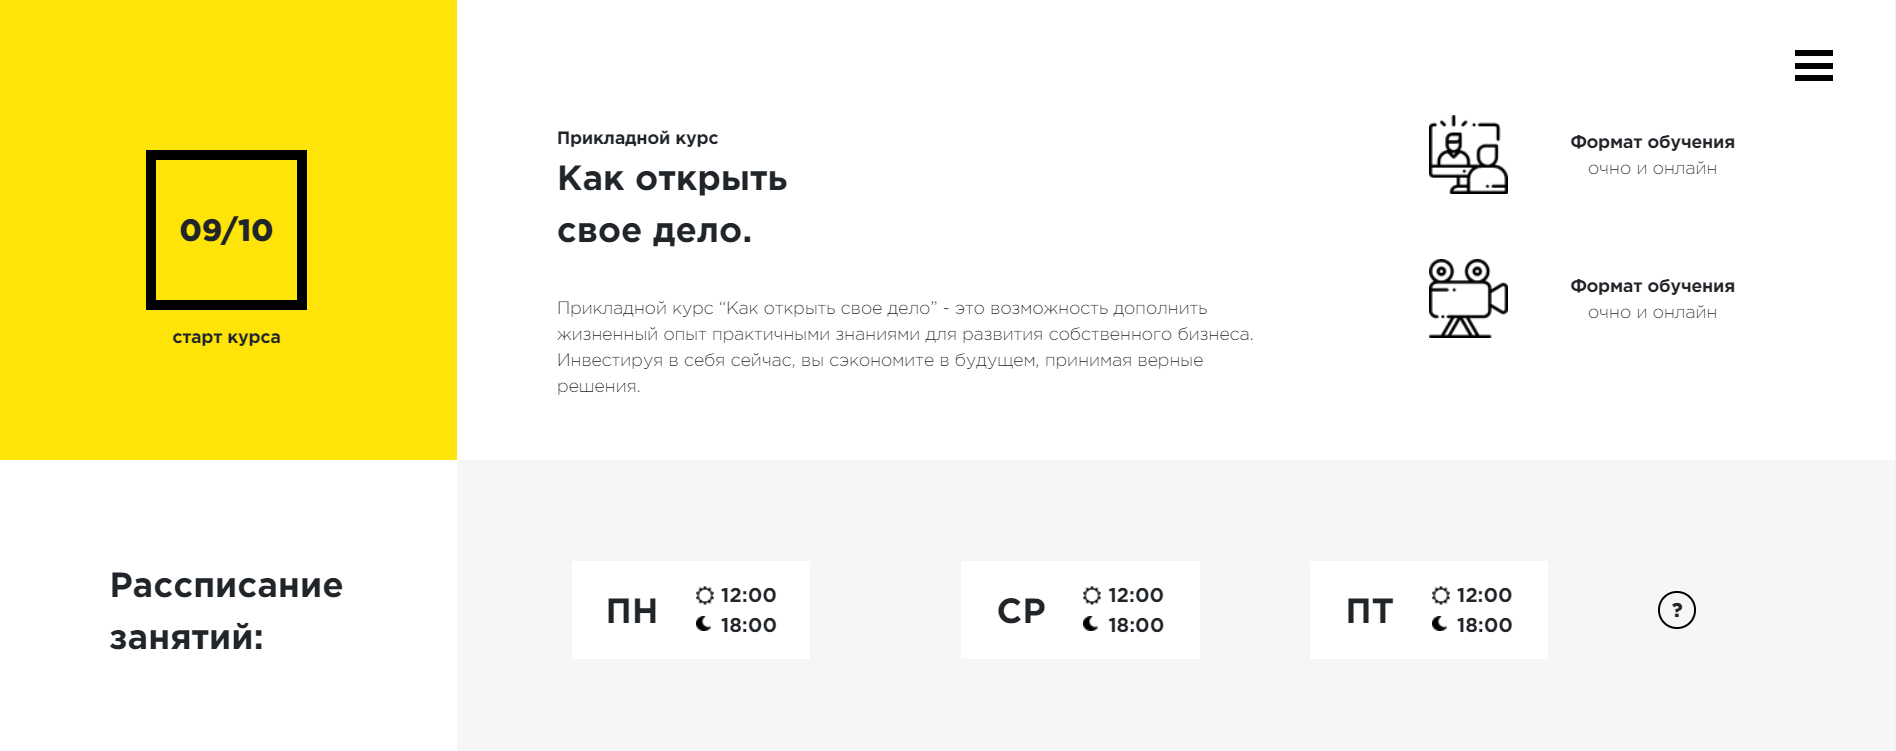 09/10
старт курса
Прикладной курс
Как открыть
свое дело.
Прикладной курс “Как открыть свое дело” - это возможность дополнить
жизненный опыт практичными знаниями для развития собственного бизнеса.
Инвестируя в себя сейчас, вы сэкономите в будущем, принимая верные
решения.
Формат обучения
очно и онлайн
Формат обучения
очно и онлайн
Рассписание
занятий:
ПН
12:00
18:00
СР
12:00
18:00
ПТ
12:00
18:00
?